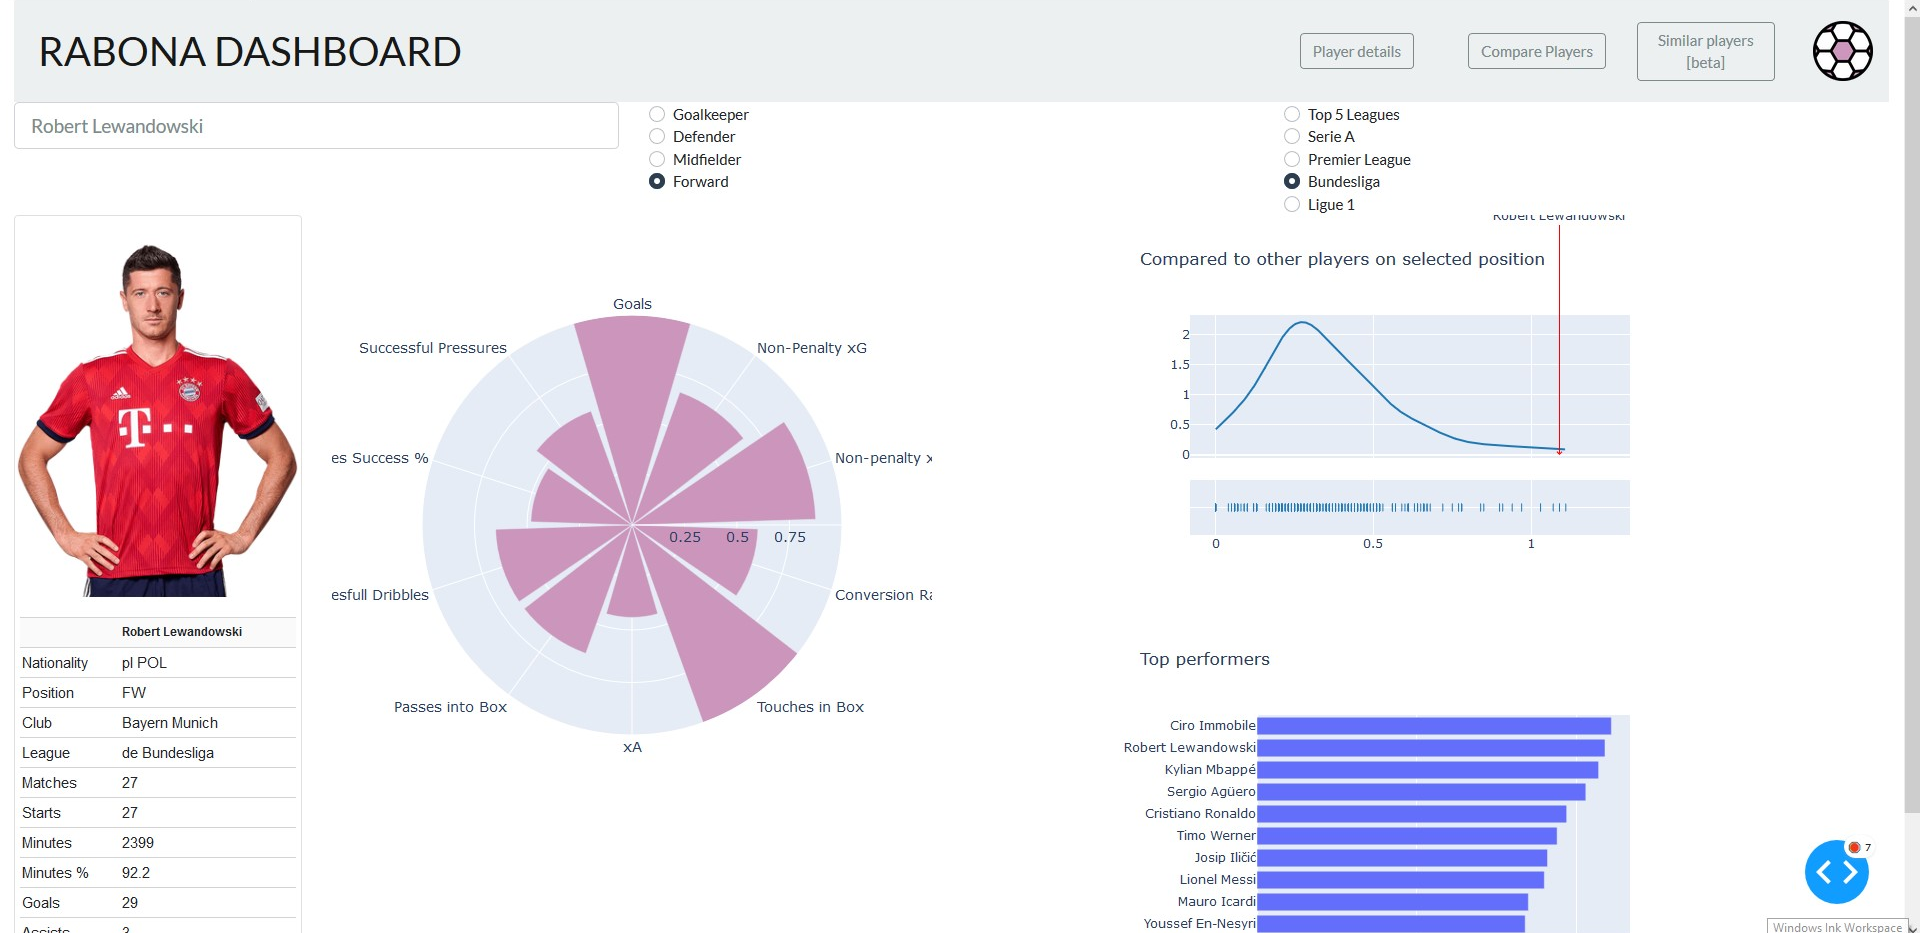 RABONA DASHBOARD
Player details
Compare Players
Similar players
[beta]
Robert Lewandowski
Goalkeeper
Defender
Midfielder
Forward
Top 5 Leagues
Serie A
Premier League
Bundesliga
Ligue 1
T
Robert Lewandowski
Nationality pl POL
Position FW
Club Bayern Munich
League de Bundesliga
Matches 27
Starts 27
Minutes 2399
Minutes % 92.2
Goals 29
Assists 3
Goals
Successful Pressures
Non-Penalty xG
es Success %
Non-penalty x
0.25 0.5 0.75
esfull Dribbles
Conversion Ra
Passes into Box
Touches in Box
xA
Robert Lewandowski
Compared to other players on selected position
2
1.5
1
0.5
0
0 0.5 1
Top performers
Ciro Immobile
Robert Lewandowski
Kylian Mbappé
Sergio Agüero
Cristiano Ronaldo
Timo Werner
Josip Iličić
Lionel Messi
Mauro Icardi
Youssef En-Nesyri
7
Windows Ink Workspace